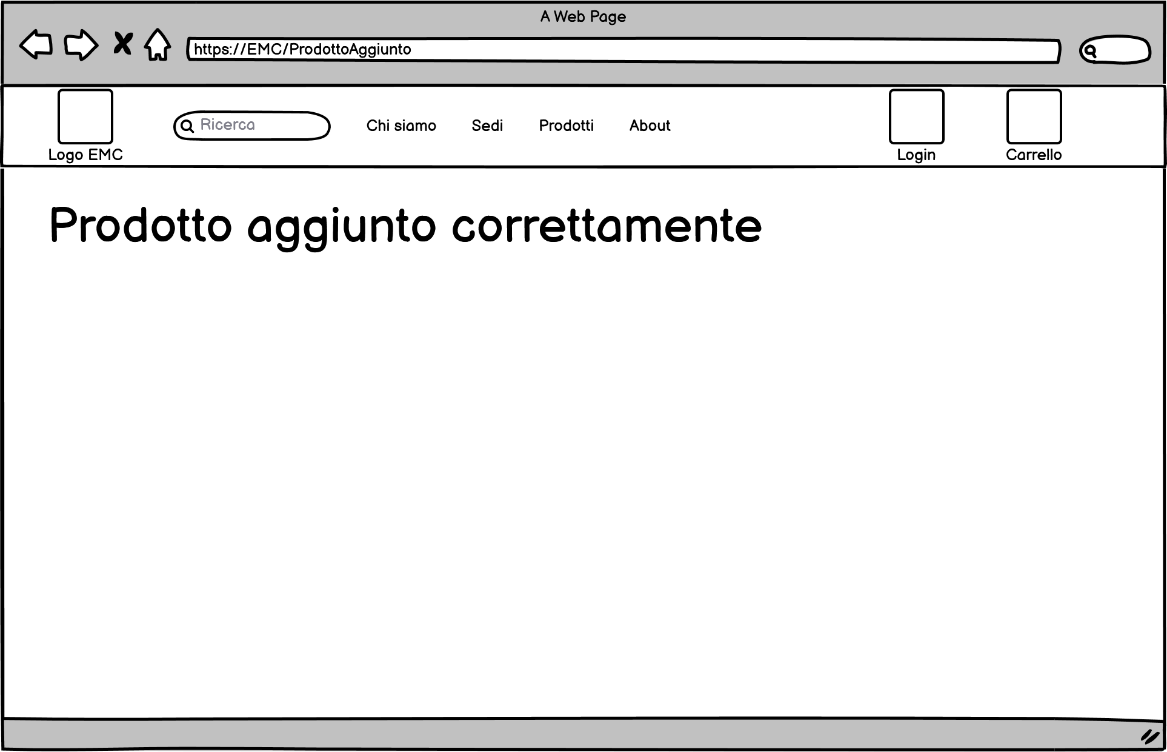 A Web Page
https://EMC/ProdottoAggiunto
Ricerca
Chi siamo
Sedi
Prodotti
About
Logo EMC
Login
Carrello
Prodotto aggiunto correttamente